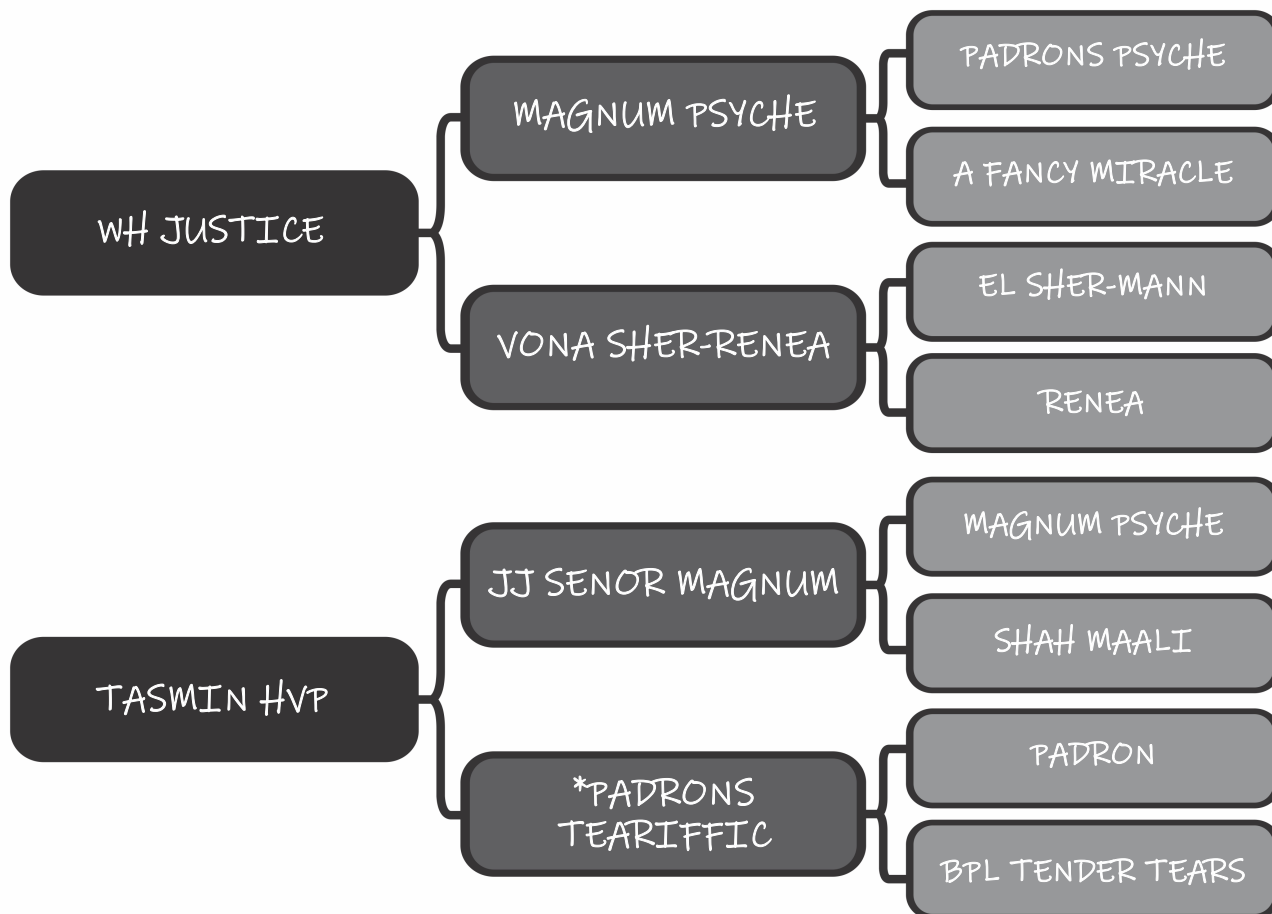 WH JUSTICE
MAGNUM PSYCHE
PADRONS PSYCHE
A FANCY MIRACLE
VONA SHER-RENEA
EL SHER-MANN
RENEA
TASMIN HVP
JJ SENOR MAGNUM
MAGNUM PSYCHE
SHAH MAALI
*PADRONS
TEARIFFIC
PADRON
BPL TENDER TEARS